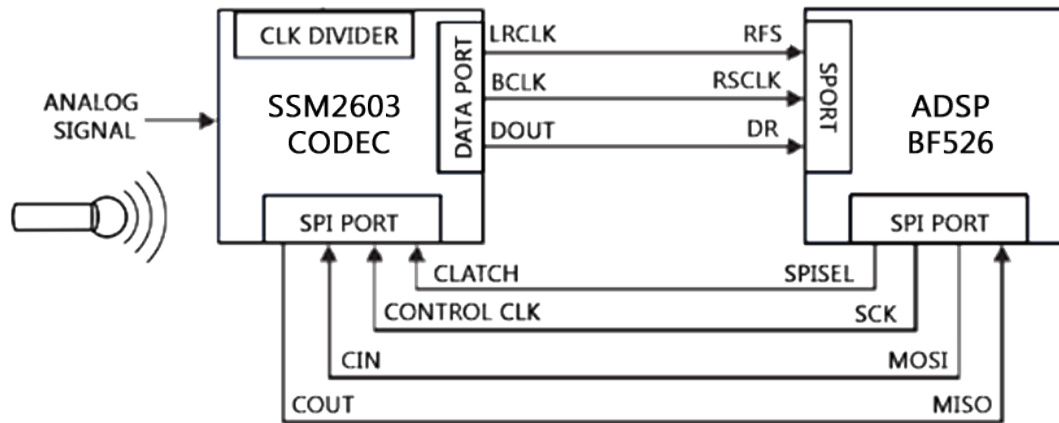 CLK DIVIDER
LRCLK
RFS
DATA PORT
SPORT
BCLK
RSCLK
ANALOG
SIGNAL
SSM2603
CODEC
ADSP
BF526
DOUT
DR
SPI PORT
SPI PORT
CLATCH
SPISEL
CONTROL CLK
SCK
CIN
MOSI
COUT
MISO